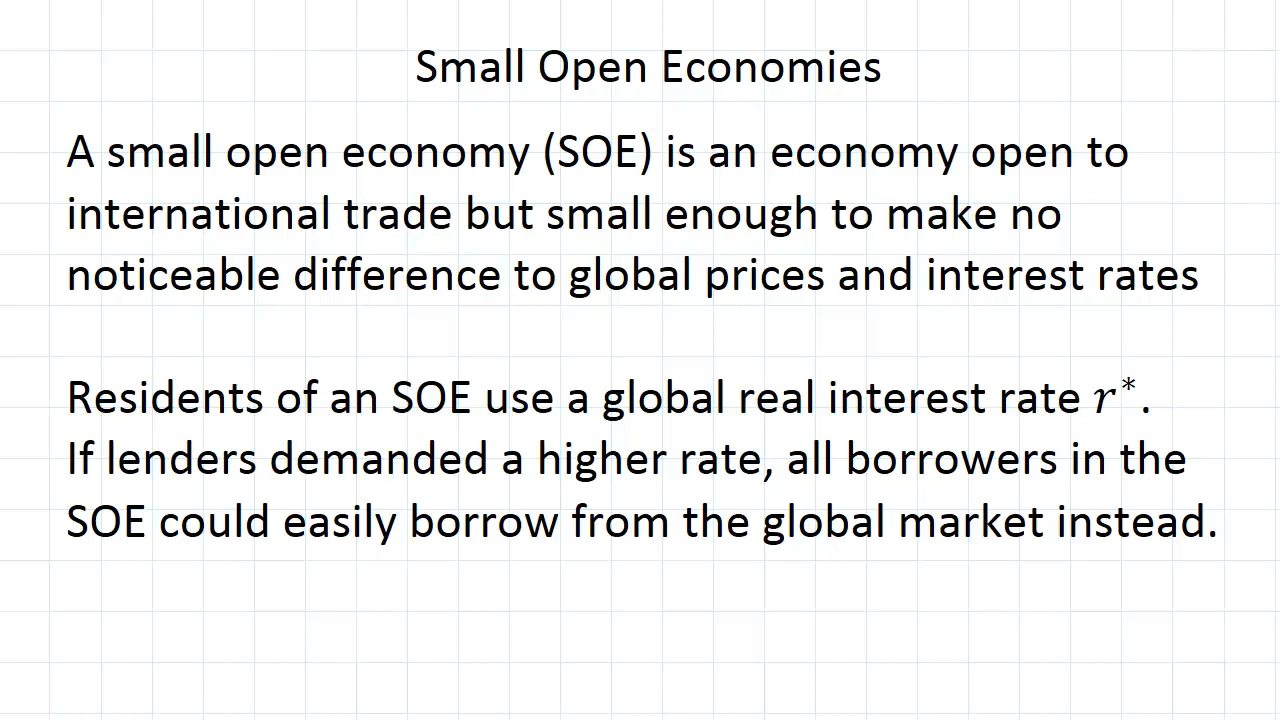 Small Open Economies
A small open economy (SOE) is an economy open to
international trade but small enough to make no
noticeable difference to global prices and interest rates
Residents of an SOE use a global real interest rate r*.
If lenders demanded a higher rate, all borrowers in the
SOE could easily borrow from the global market instead.